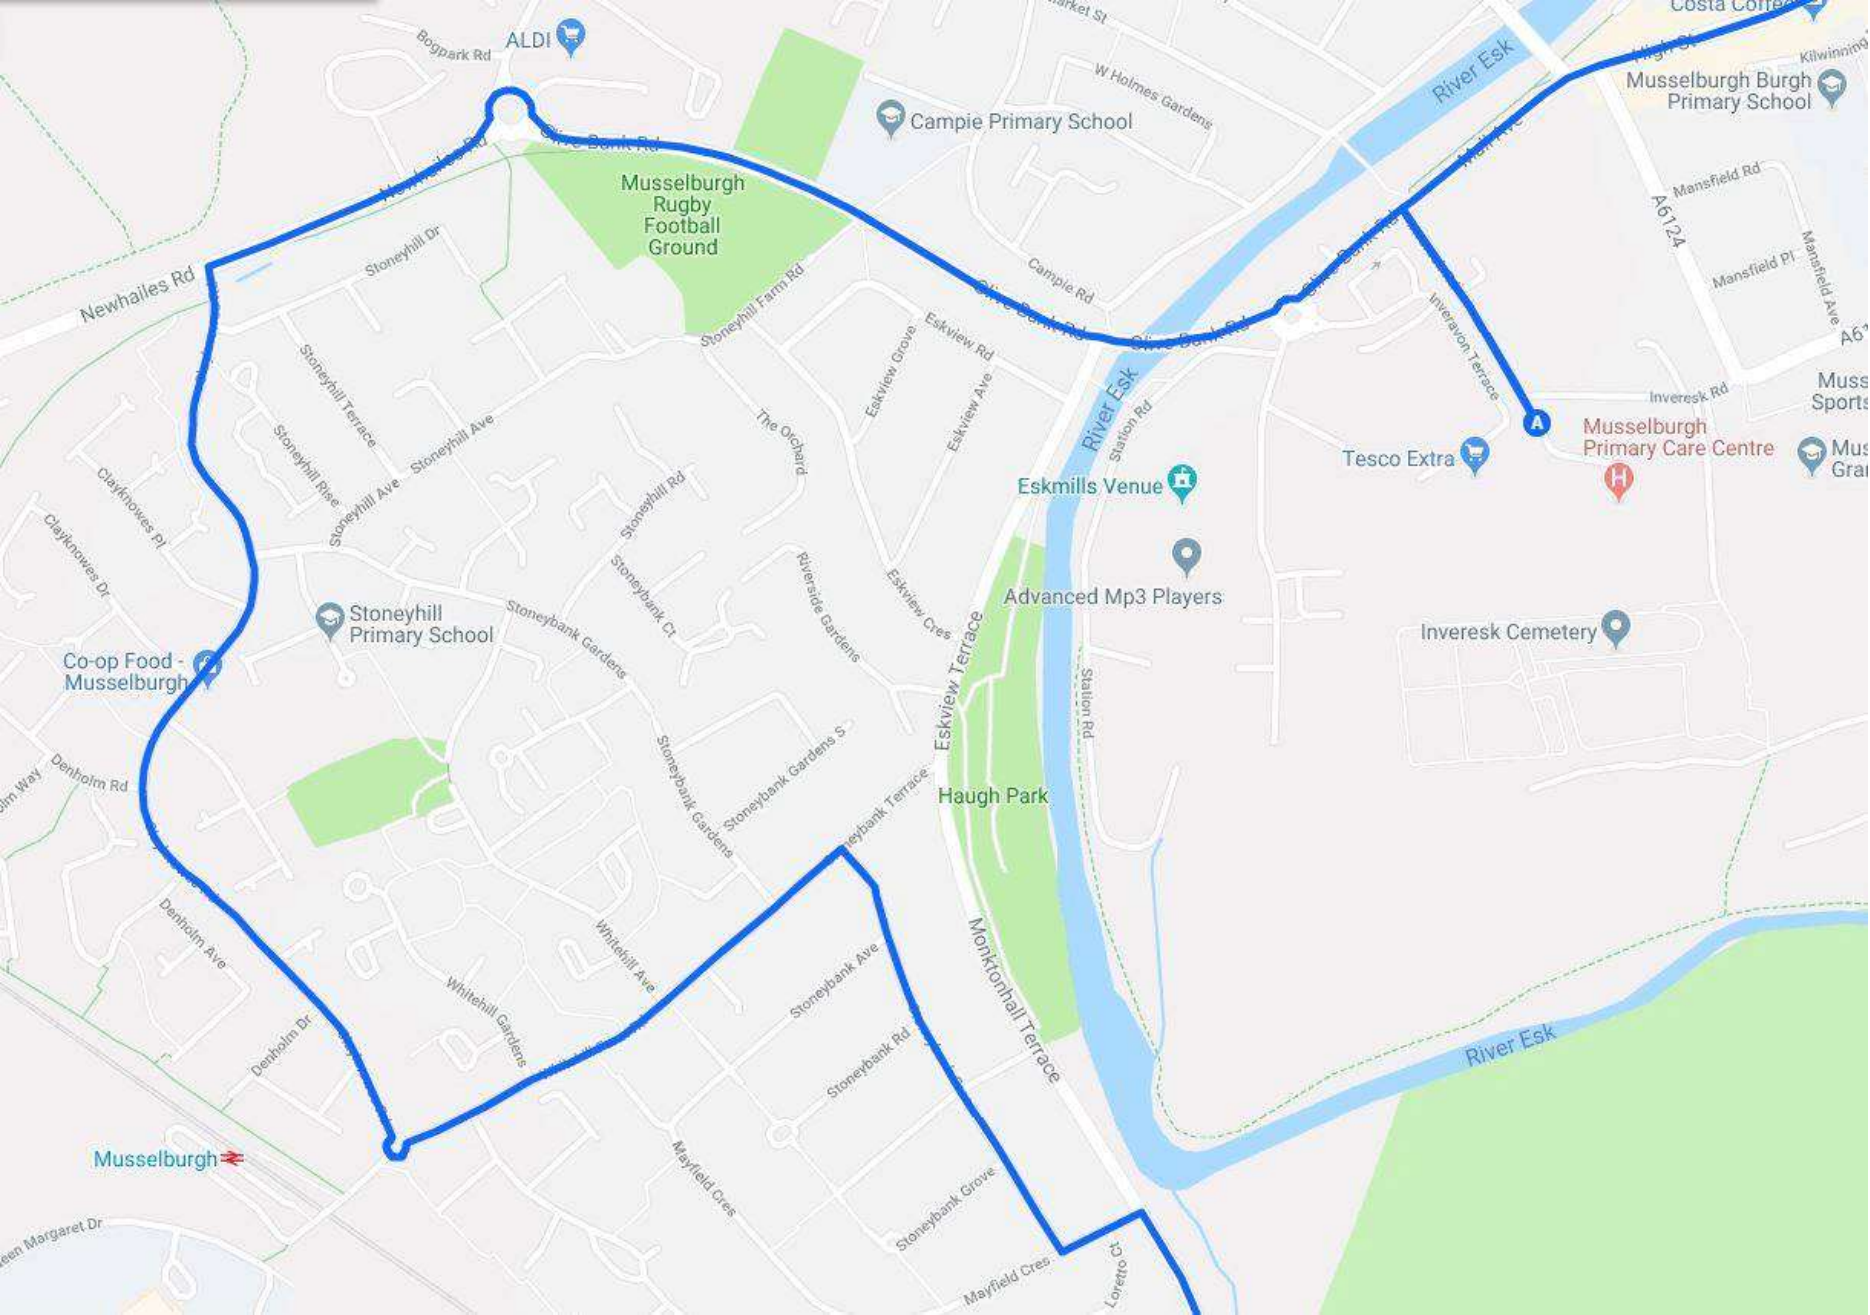 Costa Coffee
arket St
Bogpark Rd
ALDI
High St
Kilwinning
River Esk
W Holmes Gardens
Musselburgh Burgh
Primary School
Campie Primary School
Olive Bank Rd
Newhailes Rd
Mall Ave
Mansfield Rd
Musselburgh
Rugby
Football
Ground
A6124
Stoneyhill Dr
Olive Bank Rd
Mansfield Pl
Mansfield Ave
Newhailes Rd
Campie Rd
Stoneyhill Farm Rd
Olive Bank Rd
Olive Bank Rd
Eskview Rd
Inveravon Terrace
A61
Stoneyhill Terrace
Eskview Grove
Eskview Ave
River Esk
Station Rd
Inveresk Rd
Muss
Sports
A
The Orchard
Stoneyhill Ave
Stoneyhill Rise
Musselburgh
Primary Care Centre
Tesco Extra
H
Mus
Gra
Clayknowes Pl
Stoneyhill Ave
Stoneyhill Rd
Eskmills Venue
Clayknowes Dr
Stoneybank Ct
Riverside Gardens
Eskview Cres
Advanced Mp3 Players
Stoneyhill
Primary School
Stoneybank Gardens
Eskview Terrace
Inveresk Cemetery
Co-op Food -
Musselburgh
Station Rd
Denholm Rd
olm Way
Stoneybank Gardens
Stoneybank Gardens S
Stoneybank Terrace
Haugh Park
Denholm Ave
Whitehill Ave
Stoneybank Ave
Monktonhall Terrace
Whitehill Gardens
Denholm Dr
Stoneybank Rd
River Esk
Musselburgh
Mayfield Cres
Stoneybank Grove
een Margaret Dr
Mayfield Cres
Loretto Ct